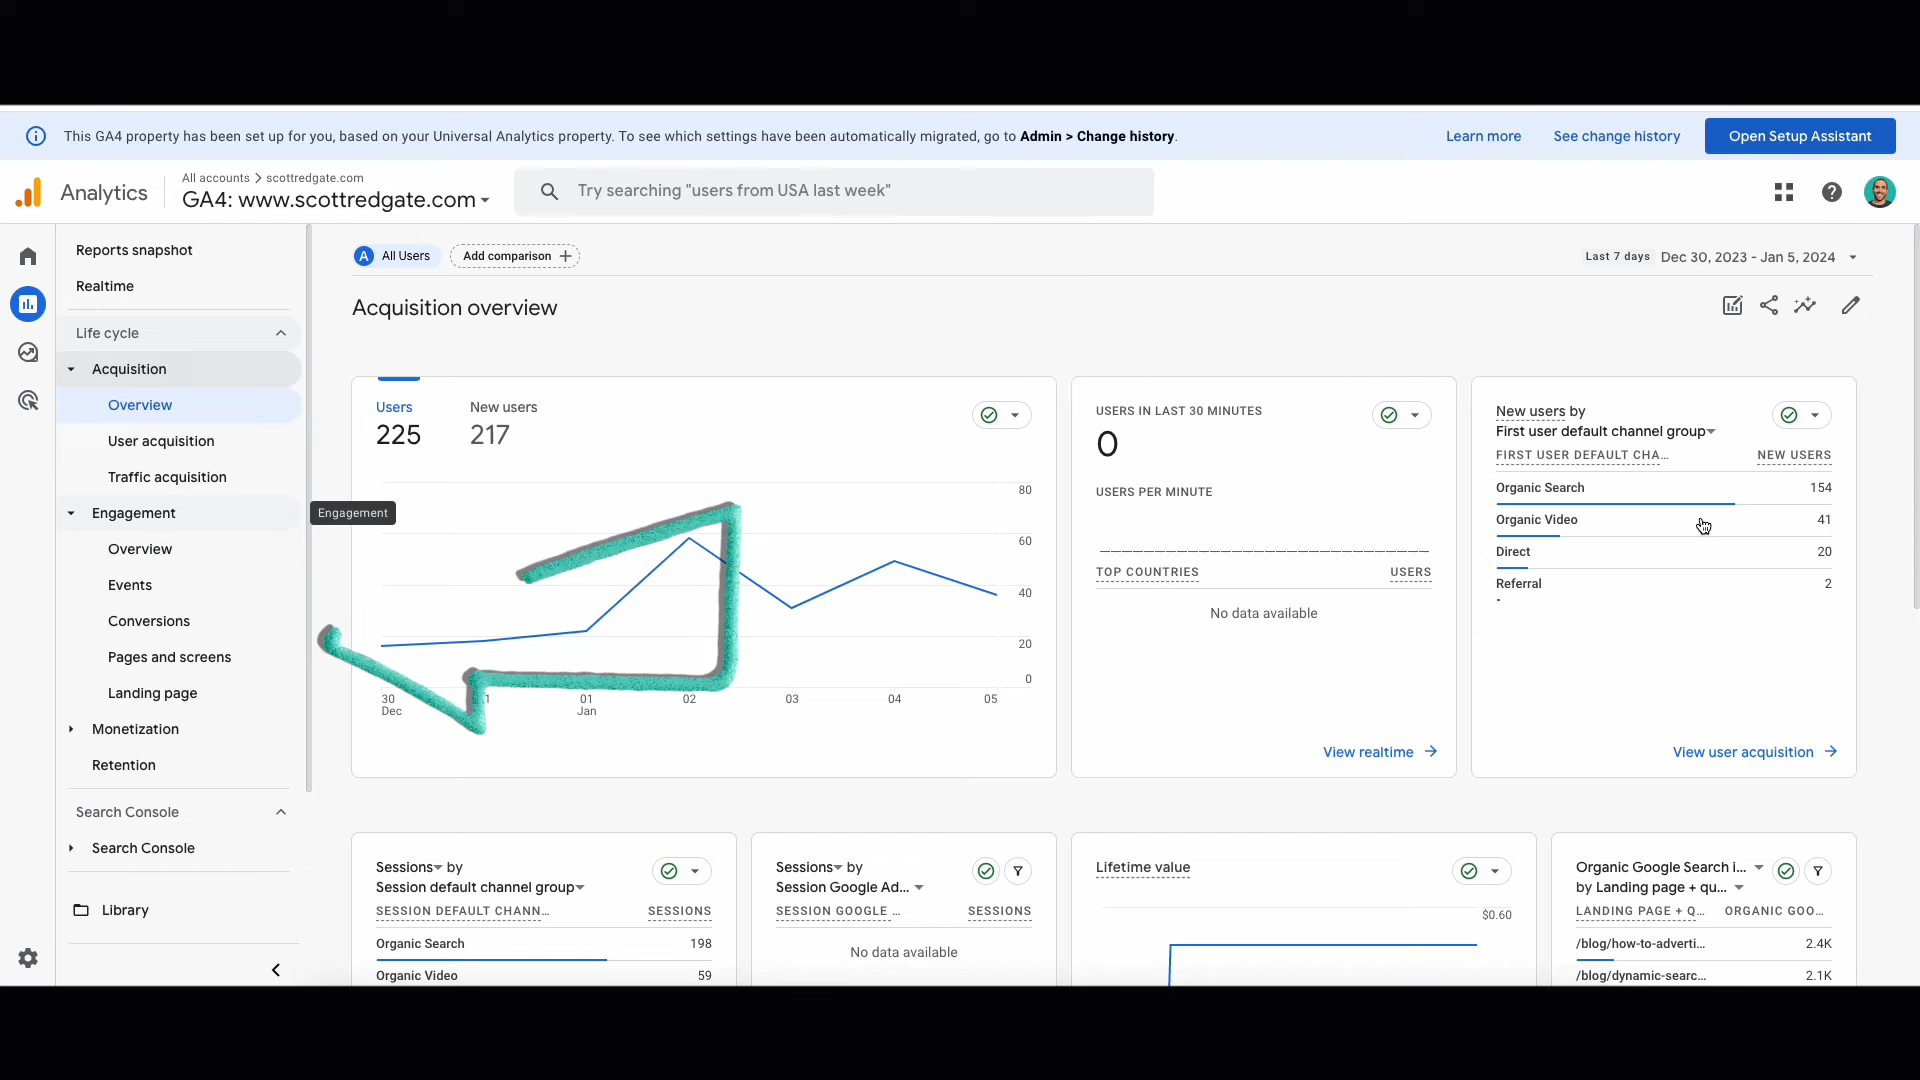 This GA4 property has been set up for you, based on your Universal Analytics property. To see which settings have been automatically migrated, go to Admin > Change history.
Learn more
See change history
Open Setup Assistant
Analytics
All accounts > scottredgate.com
GA4: www.scottredgate.com
Try searching "users from USA last week"
Reports snapshot
Realtime
Life cycle
Acquisition
Overview
User acquisition
Traffic acquisition
Engagement
Overview
Events
Conversions
Pages and screens
Landing page
Monetization
Retention
Search Console
Search Console
Library
Engagement
A All Users
Add comparison
Last 7 days Dec 30, 2023 - Jan 5, 2024
Acquisition overview
Users
225
New users
217
80
60
40
20
0
30
Dec
1
01
Jan
02
03
04
05
USERS IN LAST 30 MINUTES
0
USERS PER MINUTE
TOP COUNTRIES USERS
No data available
View realtime
New users by
First user default channel group
FIRST USER DEFAULT CHA... NEW USERS
Organic Search 154
Organic Video 41
Direct 20
Referral 2
View user acquisition
Sessions by
Session default channel group
SESSION DEFAULT CHANN... SESSIONS
Organic Search 198
Organic Video 59
Sessions by
Session Google Ad...
SESSION GOOGLE ... SESSIONS
No data available
Lifetime value
$0.60
Organic Google Search i...
by Landing page + qu...
LANDING PAGE + Q... ORGANIC GOO...
/blog/how-to-adverti... 2.4K
/blog/dynamic-searc... 2.1K